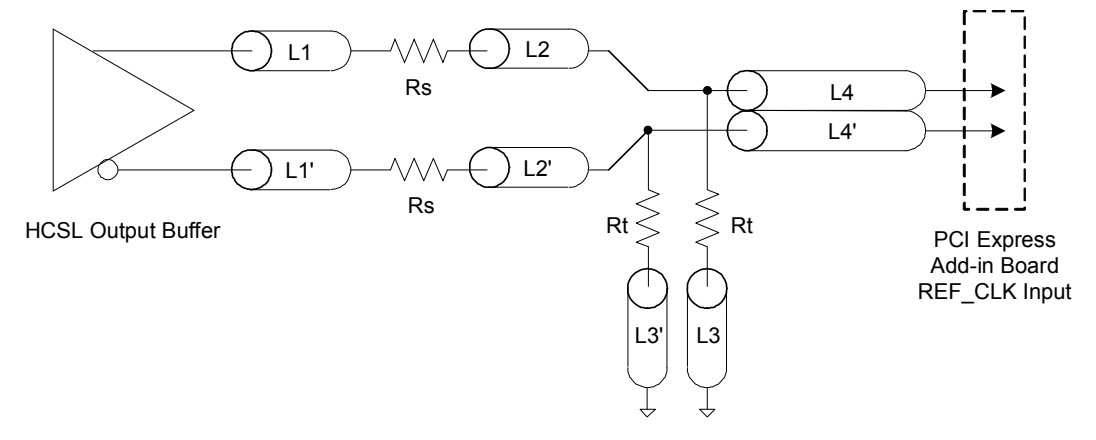 L1
L2
Rs
L4
L4'
L1'
L2'
Rs
HCSL Output Buffer
Rt
Rt
L3'
L3
PCI Express
Add-in Board
REF_CLK Input